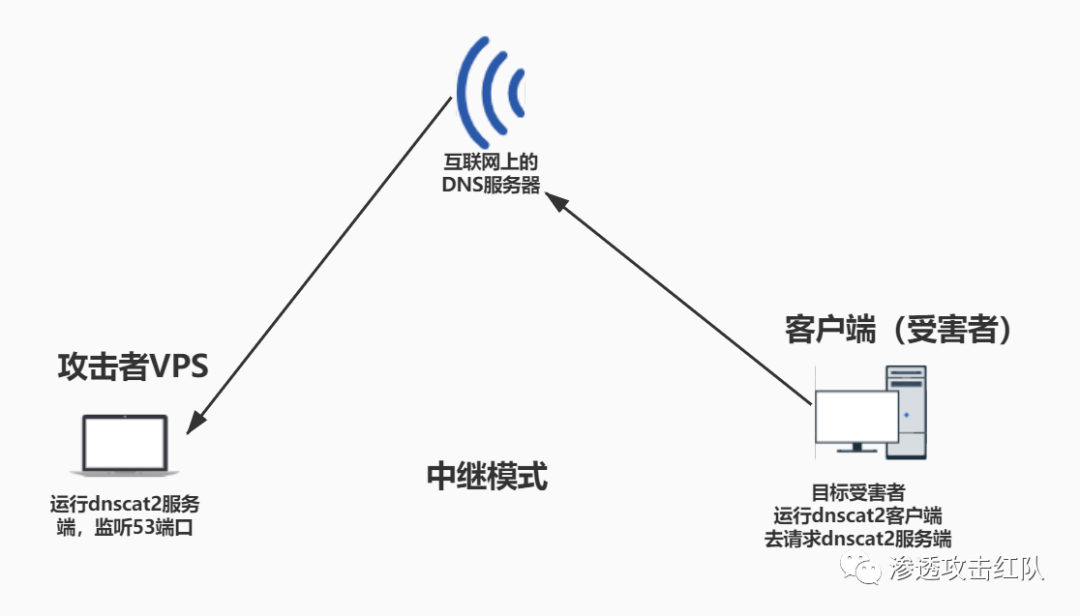 互联网上的
DNS服务器
客户端（受害者）
攻击者VPS
中继模式
运行dnscat2服务
端，监听53端口
目标受害者
运行dnscat2客户端
去请求dnscat2服务端
渗透攻击红队